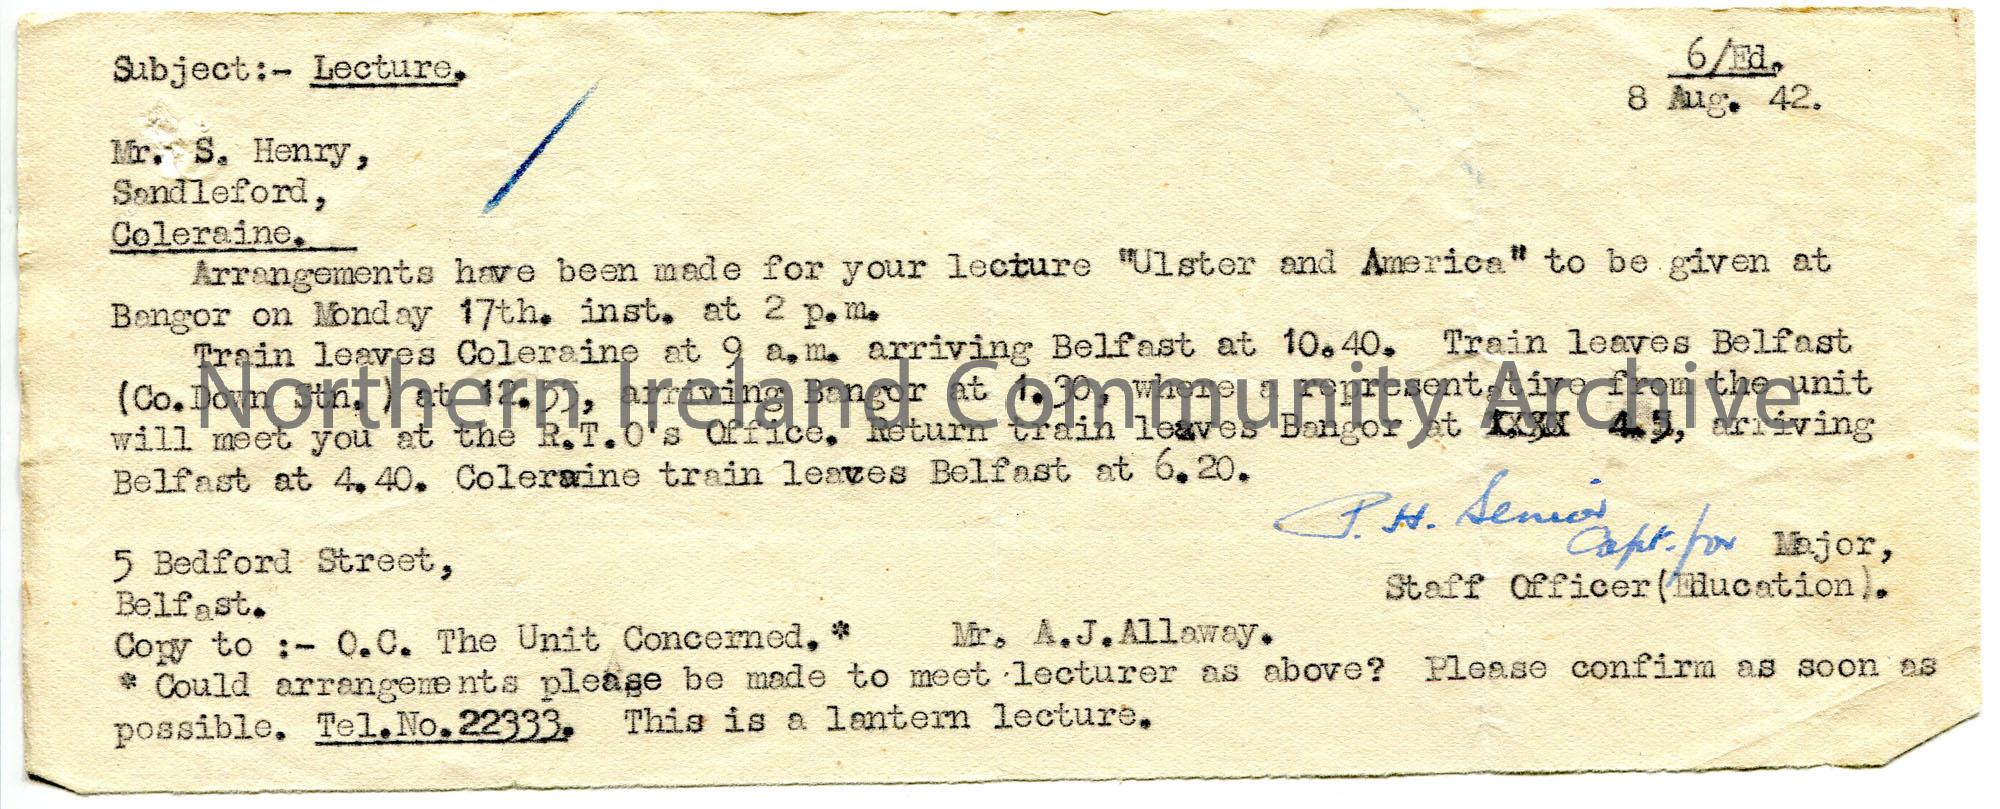 6/Ed.
Subject:- Lecture.
8 Aug. 42.
Mr. S. Henry,
Sandleford,
Coleraine.
Arrangements have been made for your lecture "Ulster and America" to be given at
Bangor on Monday 17th. inst. at 2 p.m.
Train leaves Coleraine at 9 a.m. arriving Belfast at 10.40. Train leaves Belfast
(Co.Down Stn.) at 12.55, arriving Bangor at 1.30, where a representative from the unit
will meet you at the R.T.O's Office. Return train leaves Bangor at 4.5, arriving
Belfast at 4.40. Coleraine train leaves Belfast at 6.20.
Northern Ireland Community Archive
P. H. Senior
Capt. for Major,
Staff Officer(Education).
5 Bedford Street,
Belfast.
Copy to :- O.C. The Unit Concerned.* Mr. A.J.Allaway.
* Could arrangements please be made to meet lecturer as above? Please confirm as soon as
possible. Tel.No.22333. This is a lantern lecture.